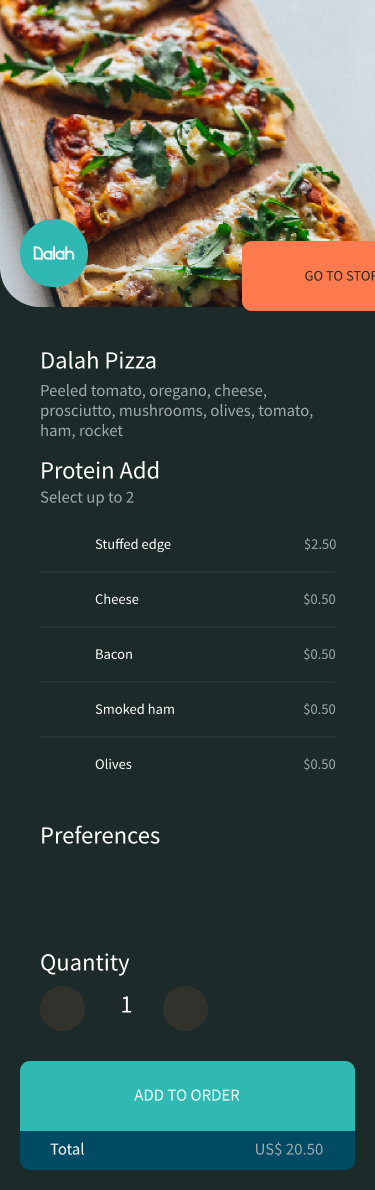 Dalah
GO TO STOR
Dalah Pizza
Peeled tomato, oregano, cheese,
prosciutto, mushrooms, olives, tomato,
ham, rocket
Protein Add
Select up to 2
Stuffed edge $2.50
Cheese $0.50
Bacon $0.50
Smoked ham $0.50
Olives $0.50
Preferences
Quantity
1
ADD TO ORDER
Total US$ 20.50